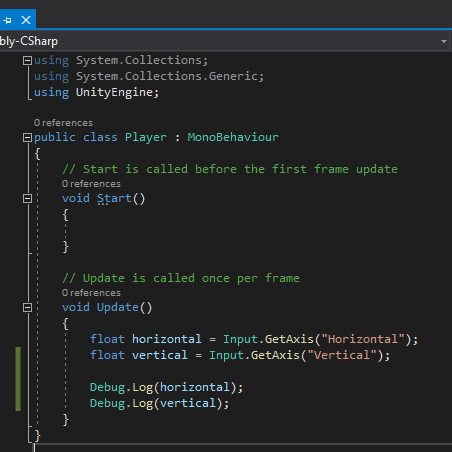 bly-CSharp
using System.Collections;
using System.Collections.Generic;
using UnityEngine;
0 references
public class Player : MonoBehaviour
{
// Start is called before the first frame update
0 references
void Start()
{
}
// Update is called once per frame
0 references
void Update()
{
float horizontal = Input.GetAxis("Horizontal");
float vertical = Input.GetAxis("Vertical");
Debug.Log(horizontal);
Debug.Log(vertical);
}
}